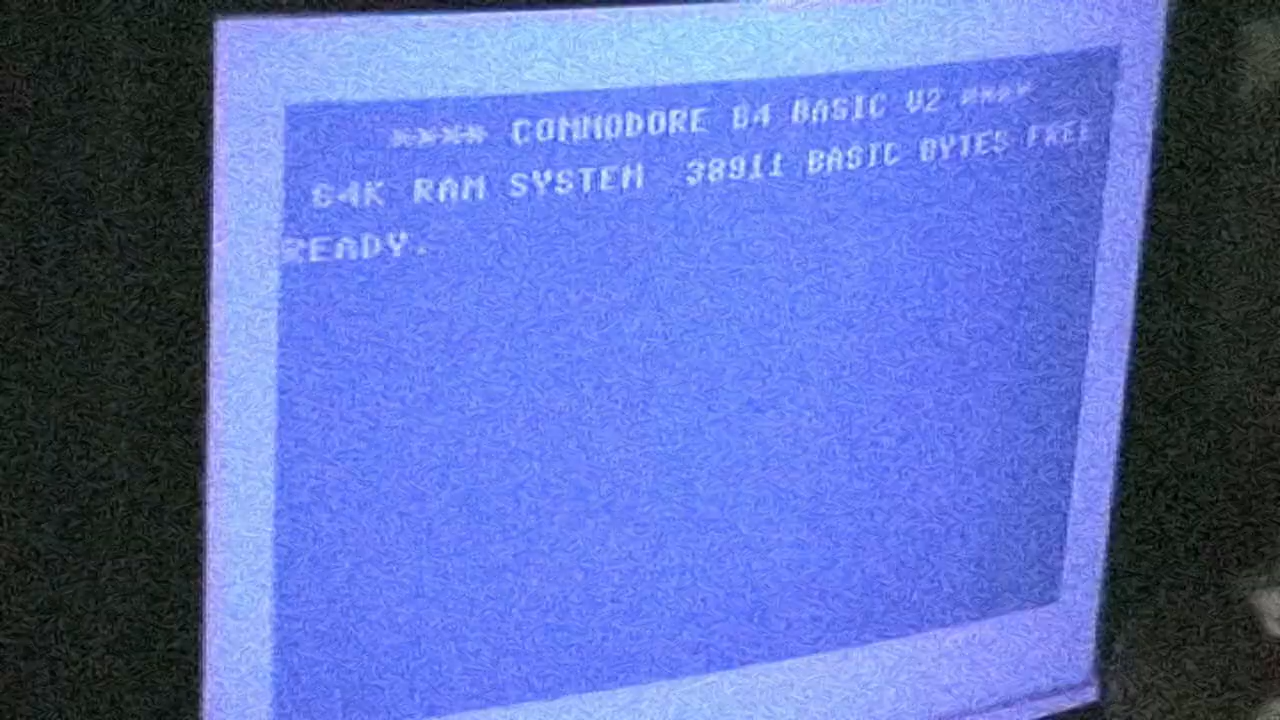 **** COMMODORE 64 BASIC V2 ****
64K RAM SYSTEM 38911 BASIC BYTES FREE
READY.